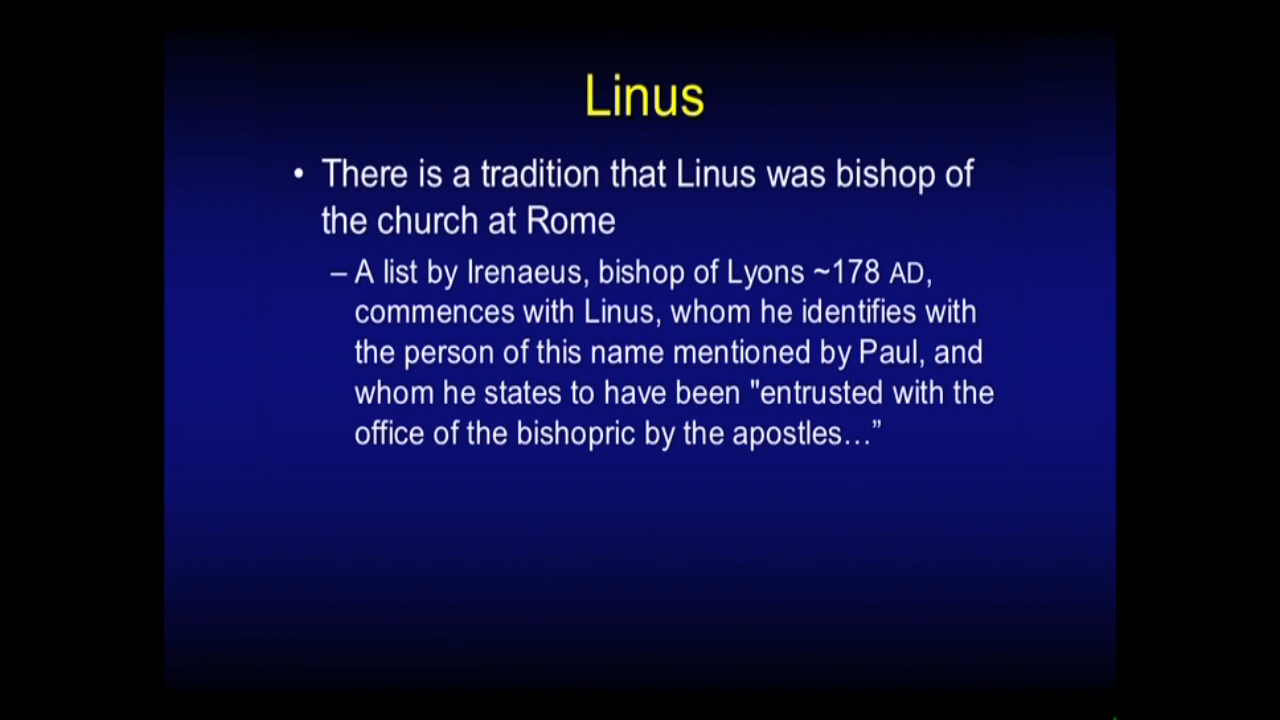 Linus
• There is a tradition that Linus was bishop of
the church at Rome
– A list by Irenaeus, bishop of Lyons ~178 AD,
commences with Linus, whom he identifies with
the person of this name mentioned by Paul, and
whom he states to have been "entrusted with the
office of the bishopric by the apostles…”